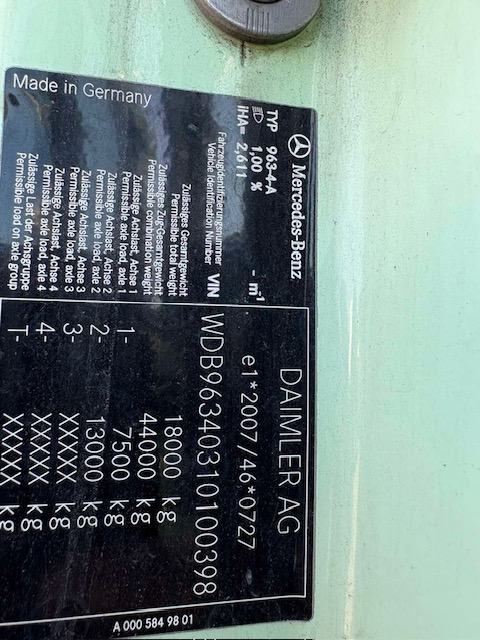 Mercedes-Benz
TYP 963-4-A
1,00 % - m¹
iHA= 2,611
DAIMLER AG
e1*2007/46*0727
Fahrzeugidentifizierungsnummer
Vehicle Identification Number VIN WDB96340310100398
Zulässiges Gesamtgewicht
Permissible total weight 18000 kg
Zulässiges Zug-Gesamtgewicht
Permissible combination weight 44000 kg
Zulässige Achslast, Achse 1
Permissible axle load, axle 1 1- 7500 kg
Zulässige Achslast, Achse 2
Permissible axle load, axle 2 2- 13000 kg
Zulässige Achslast, Achse 3
Permissible axle load, axle 3 3- XXXXX kg
Zulässige Achslast, Achse 4
Permissible axle load, axle 4 4- XXXXX kg
Zulässige Last der Achsgruppe
Permissible load on axle group T- XXXXX kg
Made in Germany
A 000 584 98 01